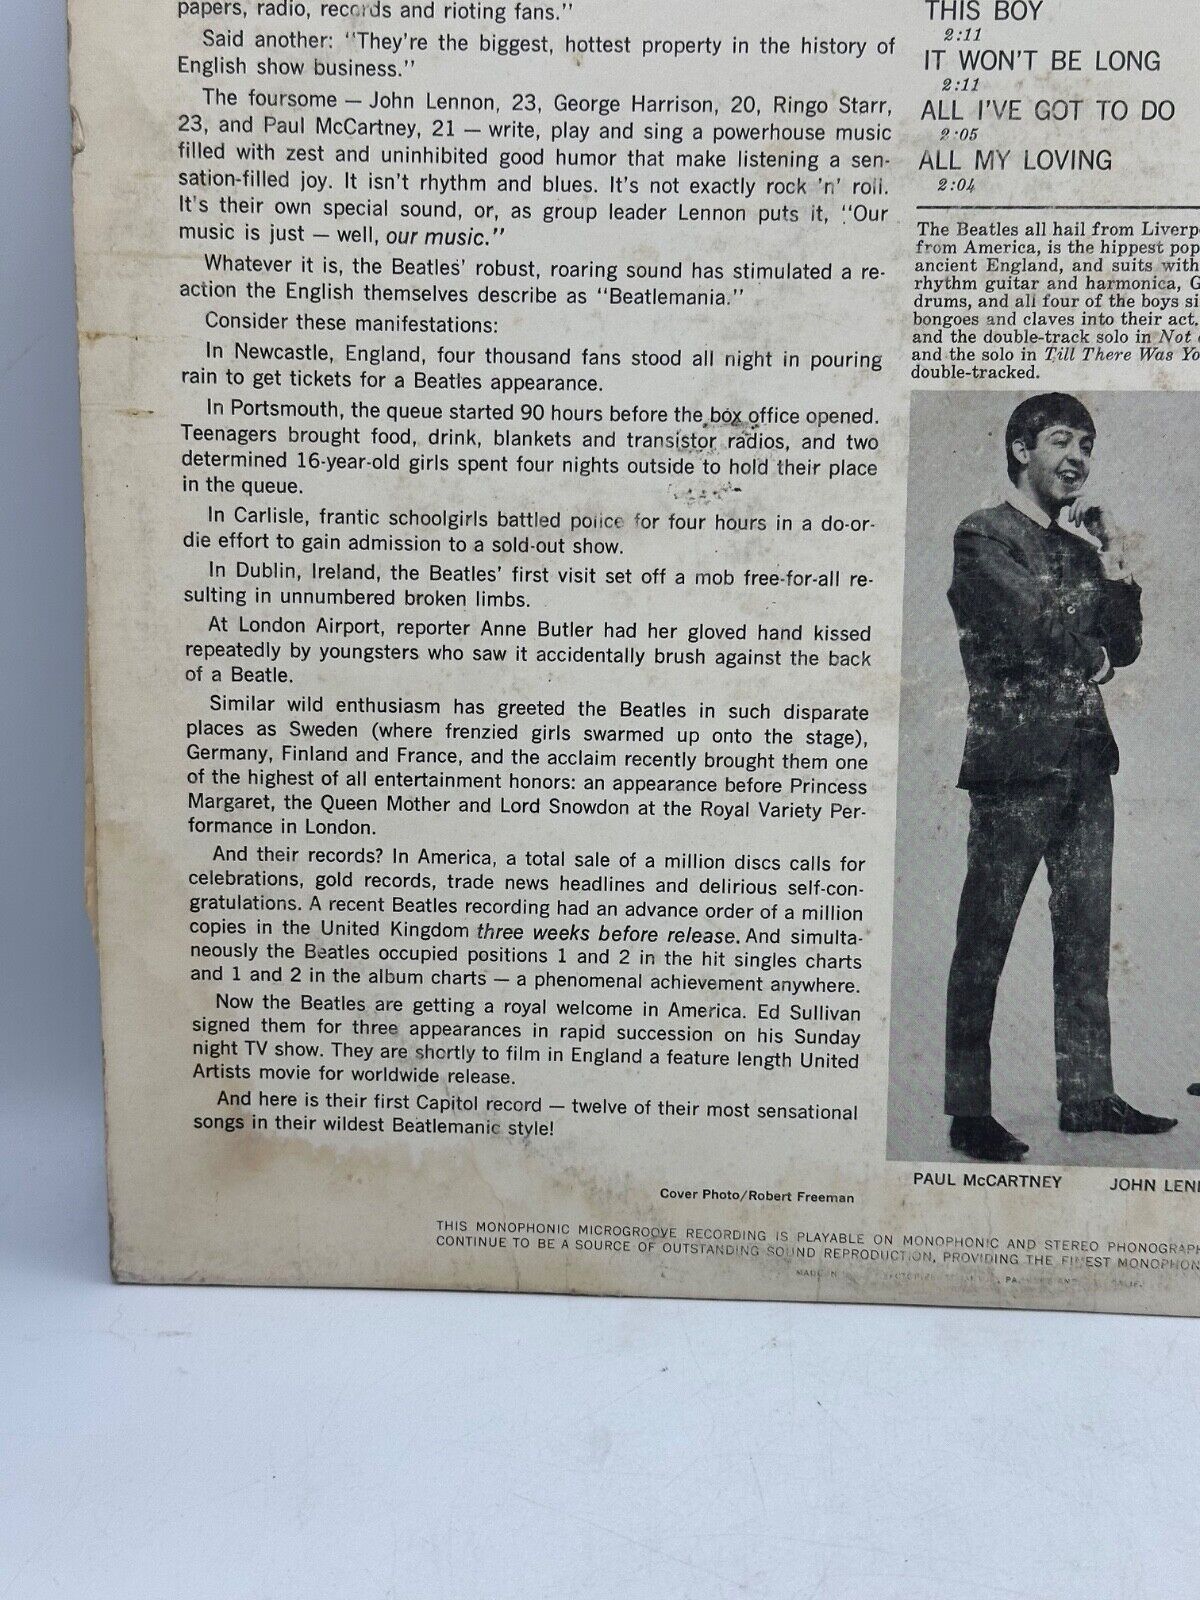 papers, radio, records and rioting fans."
Said another: "They're the biggest, hottest property in the history of
English show business."
The foursome — John Lennon, 23, George Harrison, 20, Ringo Starr,
23, and Paul McCartney, 21 — write, play and sing a powerhouse music
filled with zest and uninhibited good humor that make listening a sen-
sation-filled joy. It isn't rhythm and blues. It's not exactly rock 'n' roll.
It's their own special sound, or, as group leader Lennon puts it, "Our
music is just — well, our music."
Whatever it is, the Beatles' robust, roaring sound has stimulated a re-
action the English themselves describe as "Beatlemania."
Consider these manifestations:
In Newcastle, England, four thousand fans stood all night in pouring
rain to get tickets for a Beatles appearance.
In Portsmouth, the queue started 90 hours before the box office opened.
Teenagers brought food, drink, blankets and transistor radios, and two
determined 16-year-old girls spent four nights outside to hold their place
in the queue.
In Carlisle, frantic schoolgirls battled police for four hours in a do-or-
die effort to gain admission to a sold-out show.
In Dublin, Ireland, the Beatles' first visit set off a mob free-for-all re-
sulting in unnumbered broken limbs.
At London Airport, reporter Anne Butler had her gloved hand kissed
repeatedly by youngsters who saw it accidentally brush against the back
of a Beatle.
Similar wild enthusiasm has greeted the Beatles in such disparate
places as Sweden (where frenzied girls swarmed up onto the stage),
Germany, Finland and France, and the acclaim recently brought them one
of the highest of all entertainment honors: an appearance before Princess
Margaret, the Queen Mother and Lord Snowdon at the Royal Variety Per-
formance in London.
And their records? In America, a total sale of a million discs calls for
celebrations, gold records, trade news headlines and delirious self-con-
gratulations. A recent Beatles recording had an advance order of a million
copies in the United Kingdom three weeks before release. And simulta-
neously the Beatles occupied positions 1 and 2 in the hit singles charts
and 1 and 2 in the album charts — a phenomenal achievement anywhere.
Now the Beatles are getting a royal welcome in America. Ed Sullivan
signed them for three appearances in rapid succession on his Sunday
night TV show. They are shortly to film in England a feature length United
Artists movie for worldwide release.
And here is their first Capitol record — twelve of their most sensational
songs in their wildest Beatlemanic style!
Cover Photo/Robert Freeman
THIS BOY
2:11
IT WON'T BE LONG
2:11
ALL I'VE GOT TO DO
2:05
ALL MY LOVING
2:04
The Beatles all hail from Liverp
from America, is the hippest pop
ancient England, and suits with
rhythm guitar and harmonica, G
drums, and all four of the boys si
bongoes and claves into their act.
and the double-track solo in Not
and the solo in Till There Was Yo
double-tracked.
PAUL McCARTNEY JOHN LEN
THIS MONOPHONIC MICROGROOVE RECORDING IS PLAYABLE ON MONOPHONIC AND STEREO PHONOGRAPH
CONTINUE TO BE A SOURCE OF OUTSTANDING SOUND REPRODUCTION, PROVIDING THE FINEST MONOPHON
MADE IN